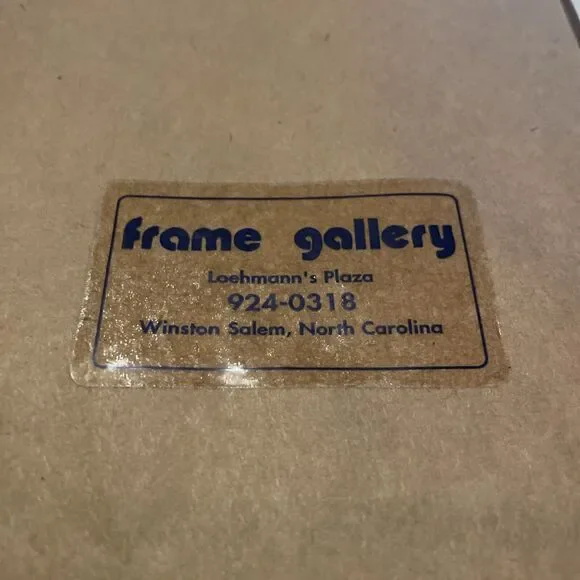 frame gallery
Loehmann's Plaza
924-0318
Winston Salem, North Carolina